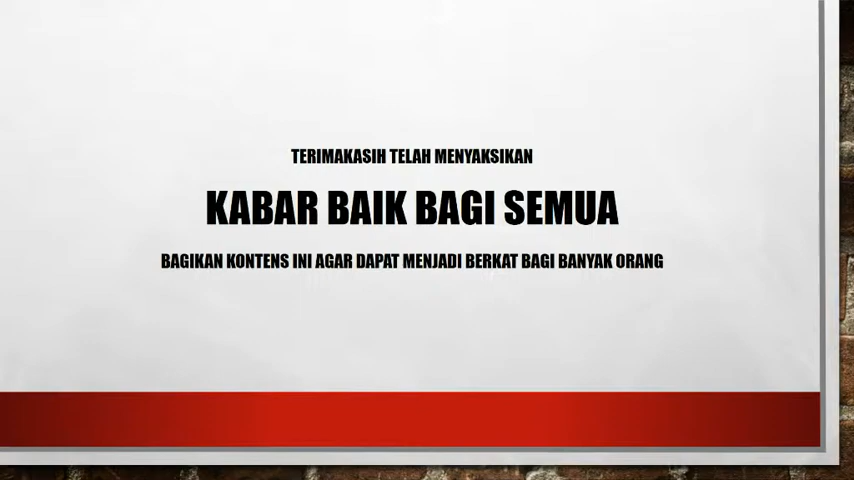 TERIMAKASIH TELAH MENYAKSIKAN
KABAR BAIK BAGI SEMUA
BAGIKAN KONTENS INI AGAR DAPAT MENJADI BERKAT BAGI BANYAK ORANG